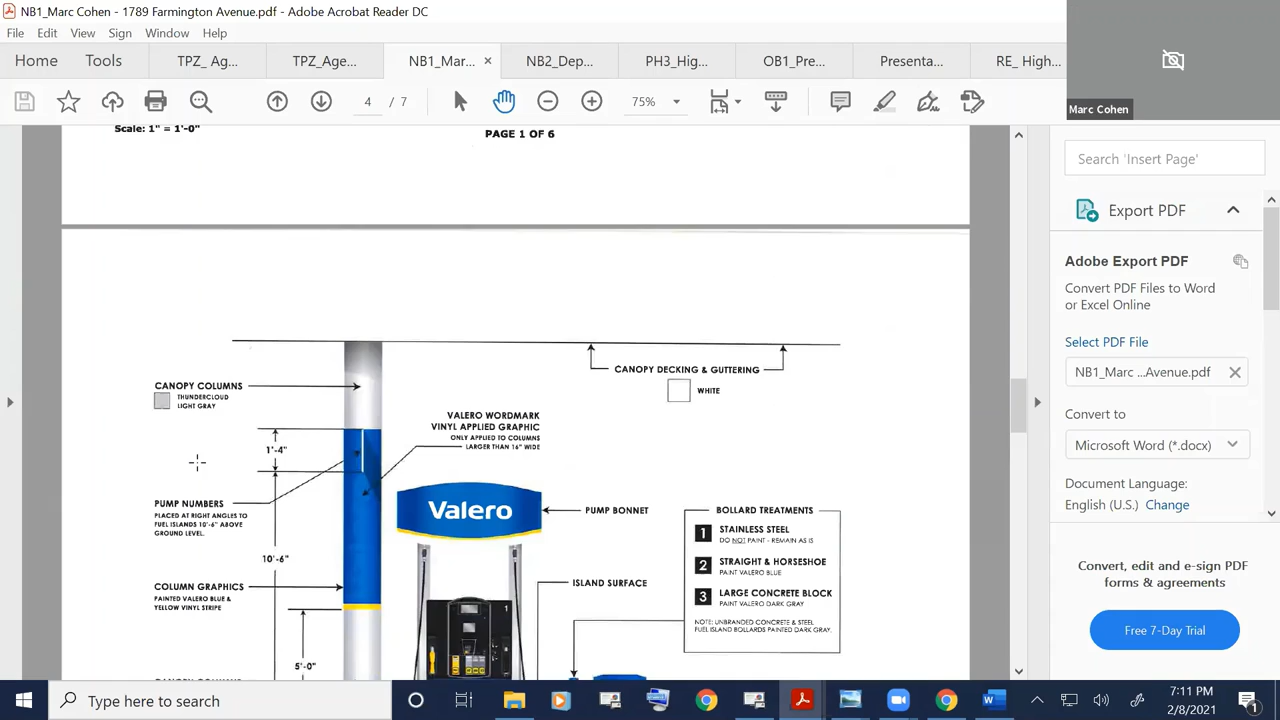 NB1_Marc Cohen - 1789 Farmington Avenue.pdf - Adobe Acrobat Reader DC
File Edit View Sign Window Help
Home Tools TPZ_ Ag... TPZ_Age... NB1_Mar... × NB2_Dep... PH3_Hig... OB1_Pre... Presenta... RE_ High...
4 / 7 75%
Marc Cohen
Scale: 1" = 1'-0"
PAGE 1 OF 6
CANOPY COLUMNS
THUNDERCLOUD
LIGHT GRAY
CANOPY DECKING & GUTTERING
WHITE
VALERO WORDMARK
VINYL APPLIED GRAPHIC
ONLY APPLIED TO COLUMNS
LARGER THAN 16" WIDE
1'-4"
PUMP NUMBERS
PLACED AT RIGHT ANGLES TO
FUEL ISLANDS 10'-6" ABOVE
GROUND LEVEL.
Valero
PUMP BONNET
10'-6"
COLUMN GRAPHICS
PAINTED VALERO BLUE &
YELLOW VINYL STRIPE
ISLAND SURFACE
1
5'-0"
BOLLARD TREATMENTS
1 STAINLESS STEEL
DO NOT PAINT - REMAIN AS IS
2 STRAIGHT & HORSESHOE
PAINT VALERO BLUE
3 LARGE CONCRETE BLOCK
PAINT VALERO DARK GRAY
NOTE: UNBRANDED CONCRETE & STEEL
FUEL ISLAND BOLLARDS PAINTED DARK GRAY.
Search 'Insert Page'
Export PDF
Adobe Export PDF
Convert PDF Files to Word
or Excel Online
Select PDF File
NB1_Marc ...Avenue.pdf
Convert to
Microsoft Word (*.docx)
Document Language:
English (U.S.) Change
Convert, edit and e-sign PDF
forms & agreements
Free 7-Day Trial
Type here to search
7:11 PM
2/8/2021